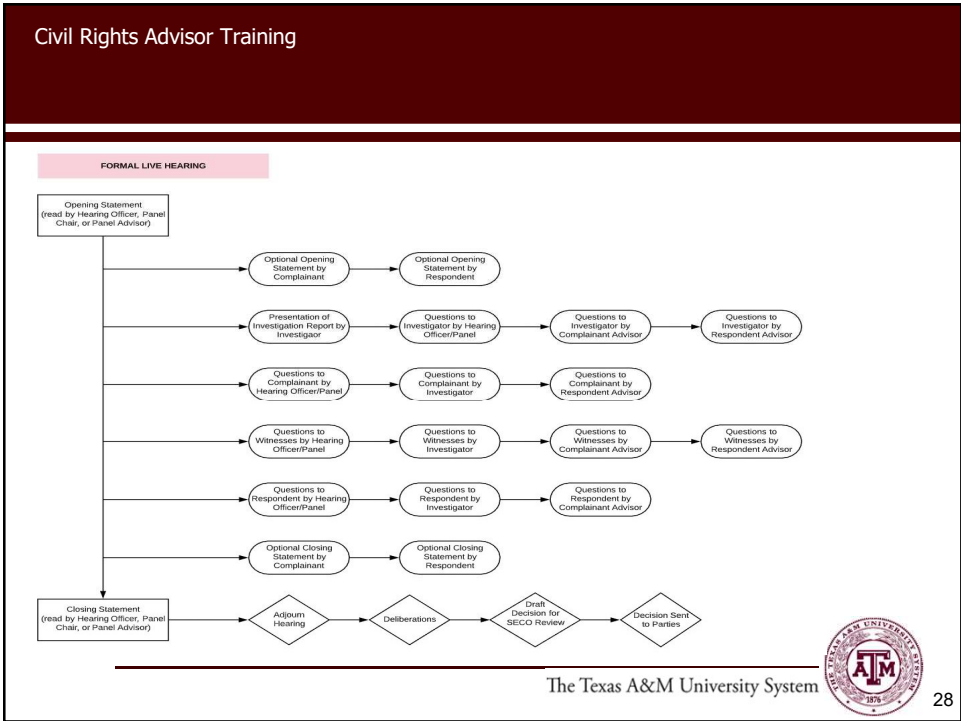 Civil Rights Advisor Training
FORMAL LIVE HEARING
Opening Statement
(read by Hearing Officer, Panel
Chair, or Panel Advisor)
Optional Opening
Statement by
Complainant
Optional Opening
Statement by
Respondent
Presentation of
Investigation Report by
Investigaor
Questions to
Investigator by Hearing
Officer/Panel
Questions to
Investigator by
Complainant Advisor
Questions to
Investigator by
Respondent Advisor
Questions to
Complainant by
Hearing Officer/Panel
Questions to
Complainant by
Investigator
Questions to
Complainant by
Respondent Advisor
Questions to
Witnesses by Hearing
Officer/Panel
Questions to
Witnesses by
Investigator
Questions to
Witnesses by
Complainant Advisor
Questions to
Witnesses by
Respondent Advisor
Questions to
Respondent by Hearing
Officer/Panel
Questions to
Respondent by
Investigator
Questions to
Respondent by
Complainant Advisor
Optional Closing
Statement by
Complainant
Optional Closing
Statement by
Respondent
Closing Statement
(read by Hearing Officer, Panel
Chair, or Panel Advisor)
Adjourn
Hearing
Deliberations
Draft
Decision for
SECO Review
Decision Sent
to Parties
The Texas A&M University System
THE TEXAS A&M UNIVERSITY SYSTEM
ATM
1876
28